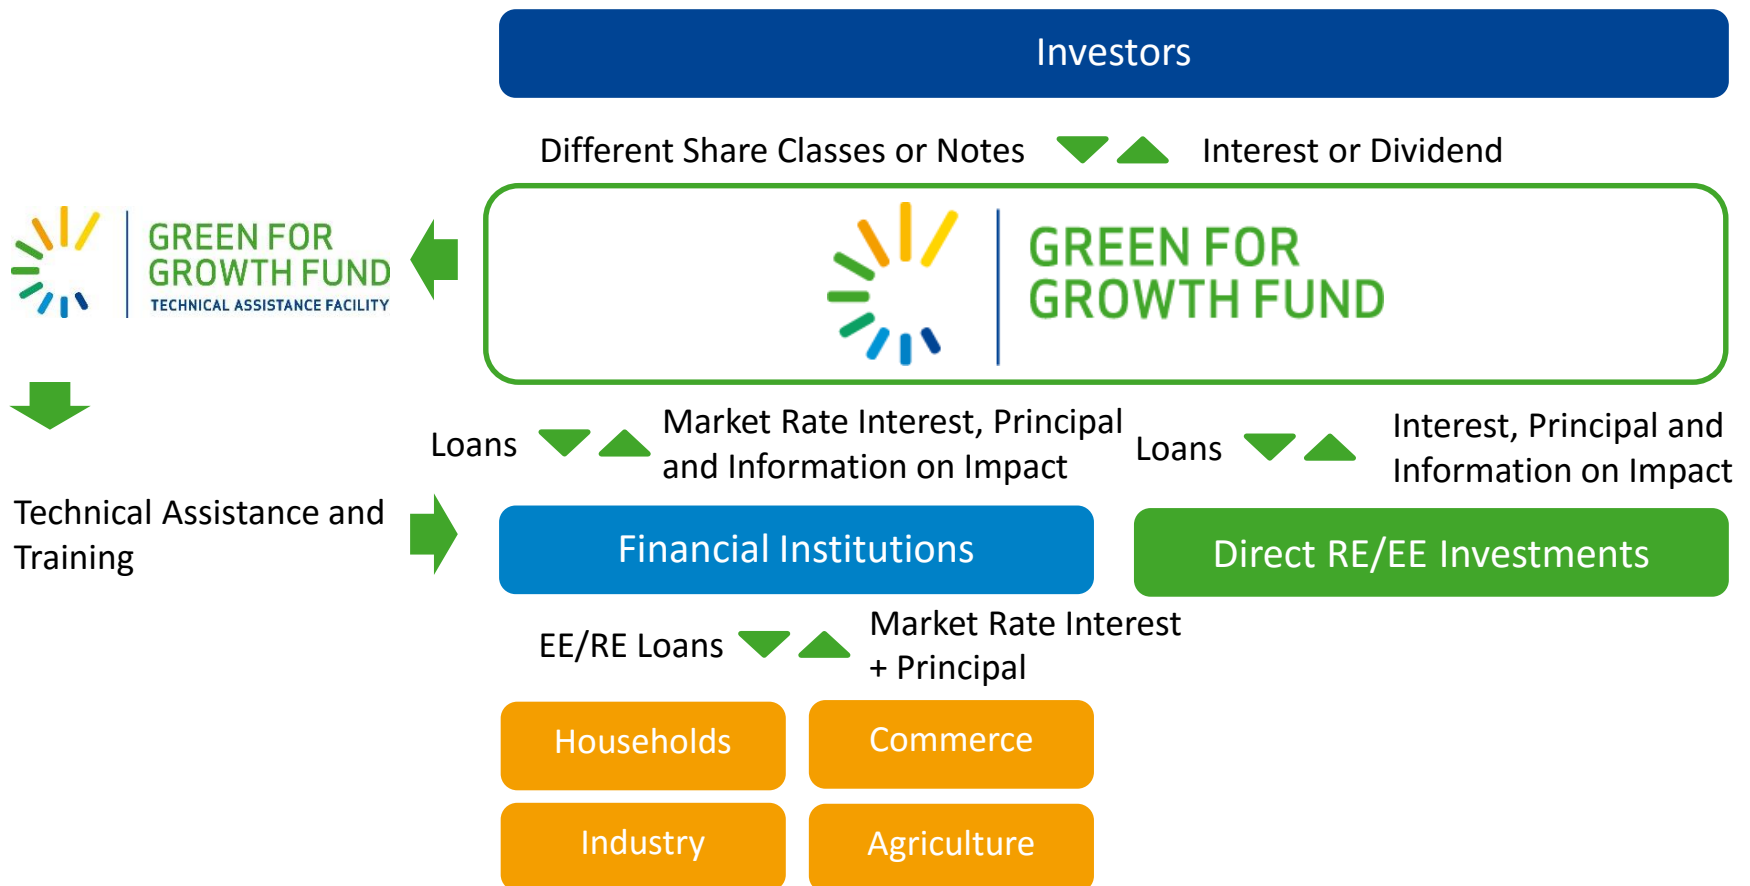 Investors
Different Share Classes or Notes
Interest or Dividend
GREEN FOR
GROWTH FUND
TECHNICAL ASSISTANCE FACILITY
GREEN FOR
GROWTH FUND
Loans
Market Rate Interest, Principal
and Information on Impact
Loans
Interest, Principal and
Information on Impact
Technical Assistance and
Training
Financial Institutions
Direct RE/EE Investments
EE/RE Loans
Market Rate Interest
+ Principal
Households
Commerce
Industry
Agriculture